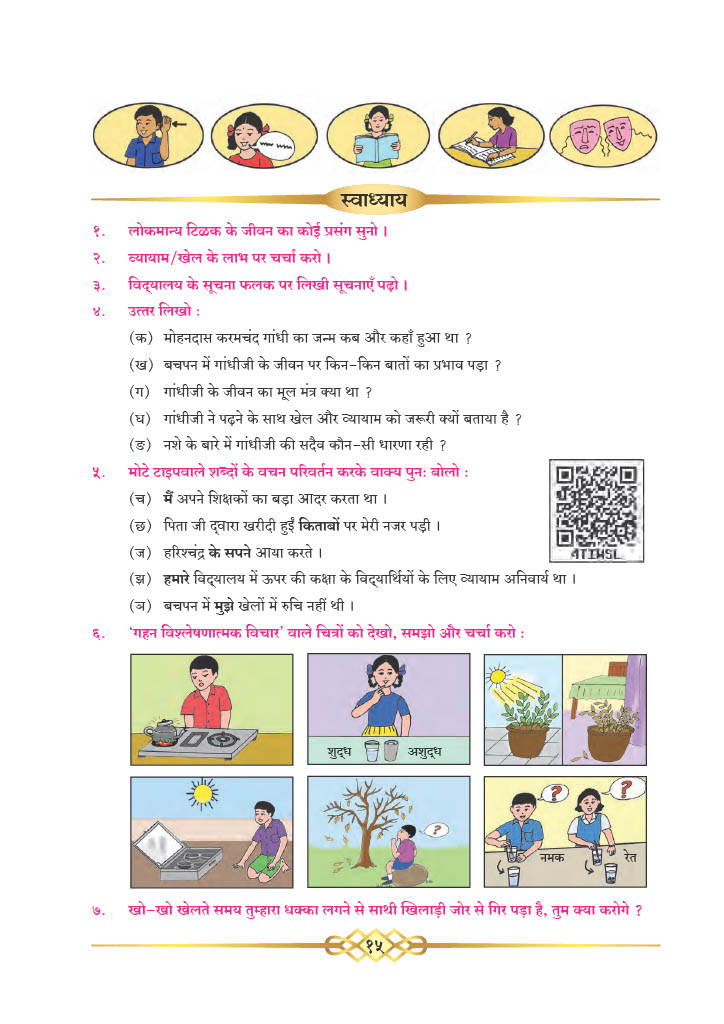 स्वाध्याय
१. लोकमान्य टिळक के जीवन का कोई प्रसंग सुनो ।
२. व्यायाम/खेल के लाभ पर चर्चा करो ।
३. विद्यालय के सूचना फलक पर लिखी सूचनाएँ पढ़ो ।
४. उत्तर लिखो :
(क) मोहनदास करमचंद गांधी का जन्म कब और कहाँ हुआ था ?
(ख) बचपन में गांधीजी के जीवन पर किन-किन बातों का प्रभाव पड़ा ?
(ग) गांधीजी के जीवन का मूल मंत्र क्या था ?
(घ) गांधीजी ने पढ़ने के साथ खेल और व्यायाम को जरूरी क्यों बताया है ?
(ङ) नशे के बारे में गांधीजी की सदैव कौन-सी धारणा रही ?
५. मोटे टाइपवाले शब्दों के वचन परिवर्तन करके वाक्य पुनः बोलो :
(च) मैं अपने शिक्षकों का बड़ा आदर करता था ।
(छ) पिता जी द्वारा खरीदी हुईं किताबों पर मेरी नजर पड़ी ।
(ज) हरिश्चंद्र के सपने आया करते ।
(झ) हमारे विद्यालय में ऊपर की कक्षा के विद्यार्थियों के लिए व्यायाम अनिवार्य था ।
(ञ) बचपन में मुझे खेलों में रुचि नहीं थी ।
4TTWSL
६. 'गहन विश्लेषणात्मक विचार' वाले चित्रों को देखो, समझो और चर्चा करो :
शुद्ध अशुद्ध
?
? ?
नमक रेत
७. खो-खो खेलते समय तुम्हारा धक्का लगने से साथी खिलाड़ी जोर से गिर पड़ा है, तुम क्या करोगे ?
१५